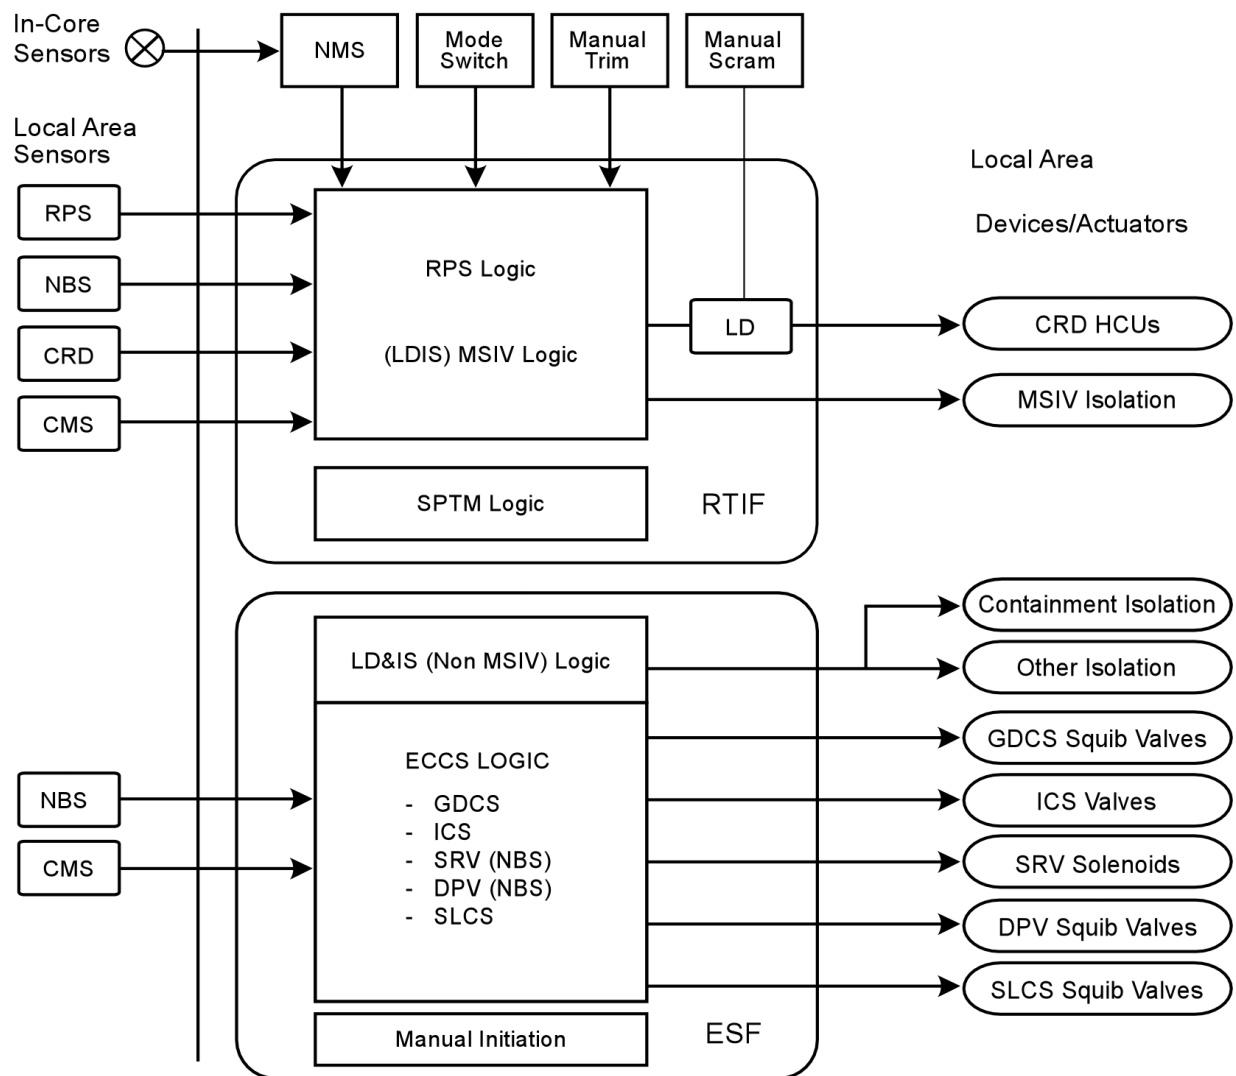 In-Core
Sensors
NMS
Mode
Switch
Manual
Trim
Manual
Scram
Local Area
Sensors
Local Area
Devices/Actuators
RPS
NBS
CRD
CMS
RPS Logic
(LDIS) MSIV Logic
LD
CRD HCUs
MSIV Isolation
SPTM Logic
RTIF
LD&IS (Non MSIV) Logic
Containment Isolation
Other Isolation
NBS
CMS
ECCS LOGIC
- GDCS
- ICS
- SRV (NBS)
- DPV (NBS)
- SLCS
GDCS Squib Valves
ICS Valves
SRV Solenoids
DPV Squib Valves
SLCS Squib Valves
Manual Initiation
ESF